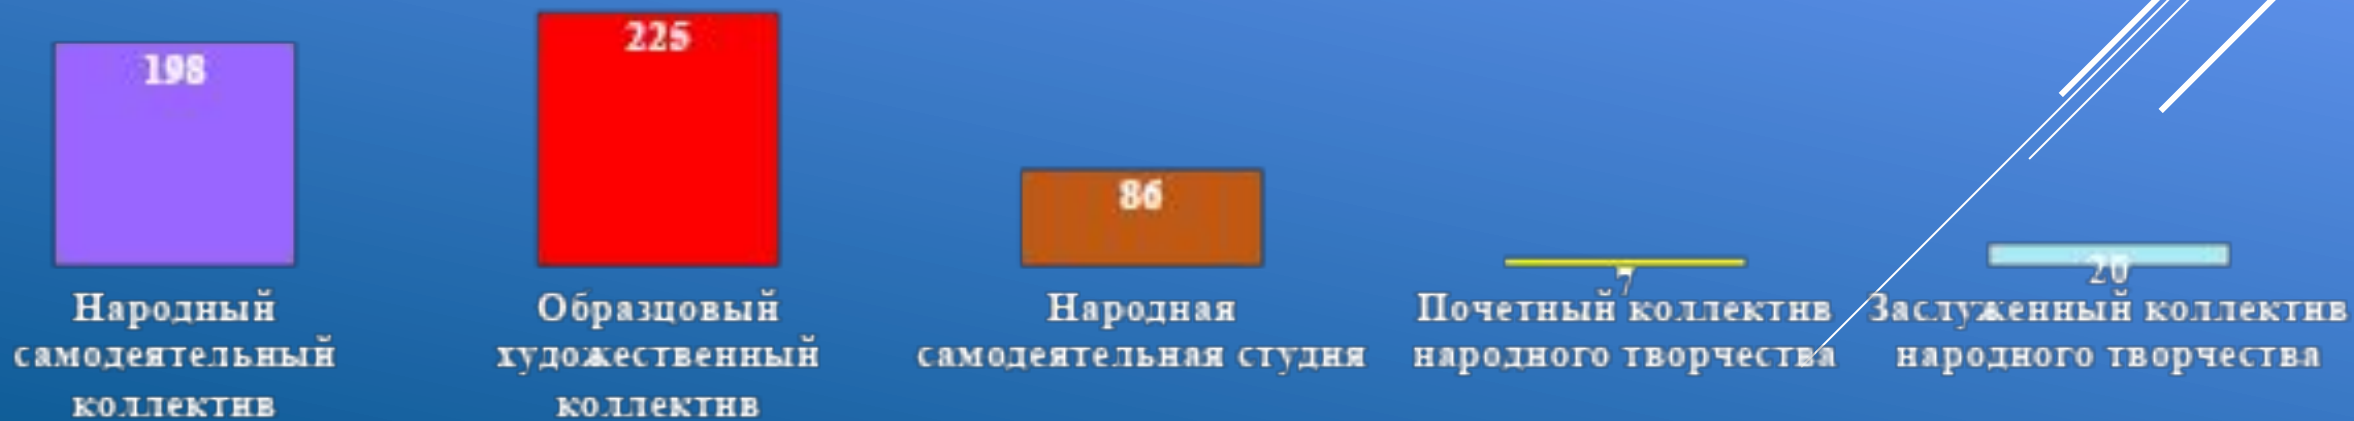 198
225
86
7
20
Народный
самодеятельный
коллектив
Образцовый
художественный
коллектив
Народная
самодеятельная студия
Почетный коллектив
народного творчества
Заслуженный коллектив
народного творчества